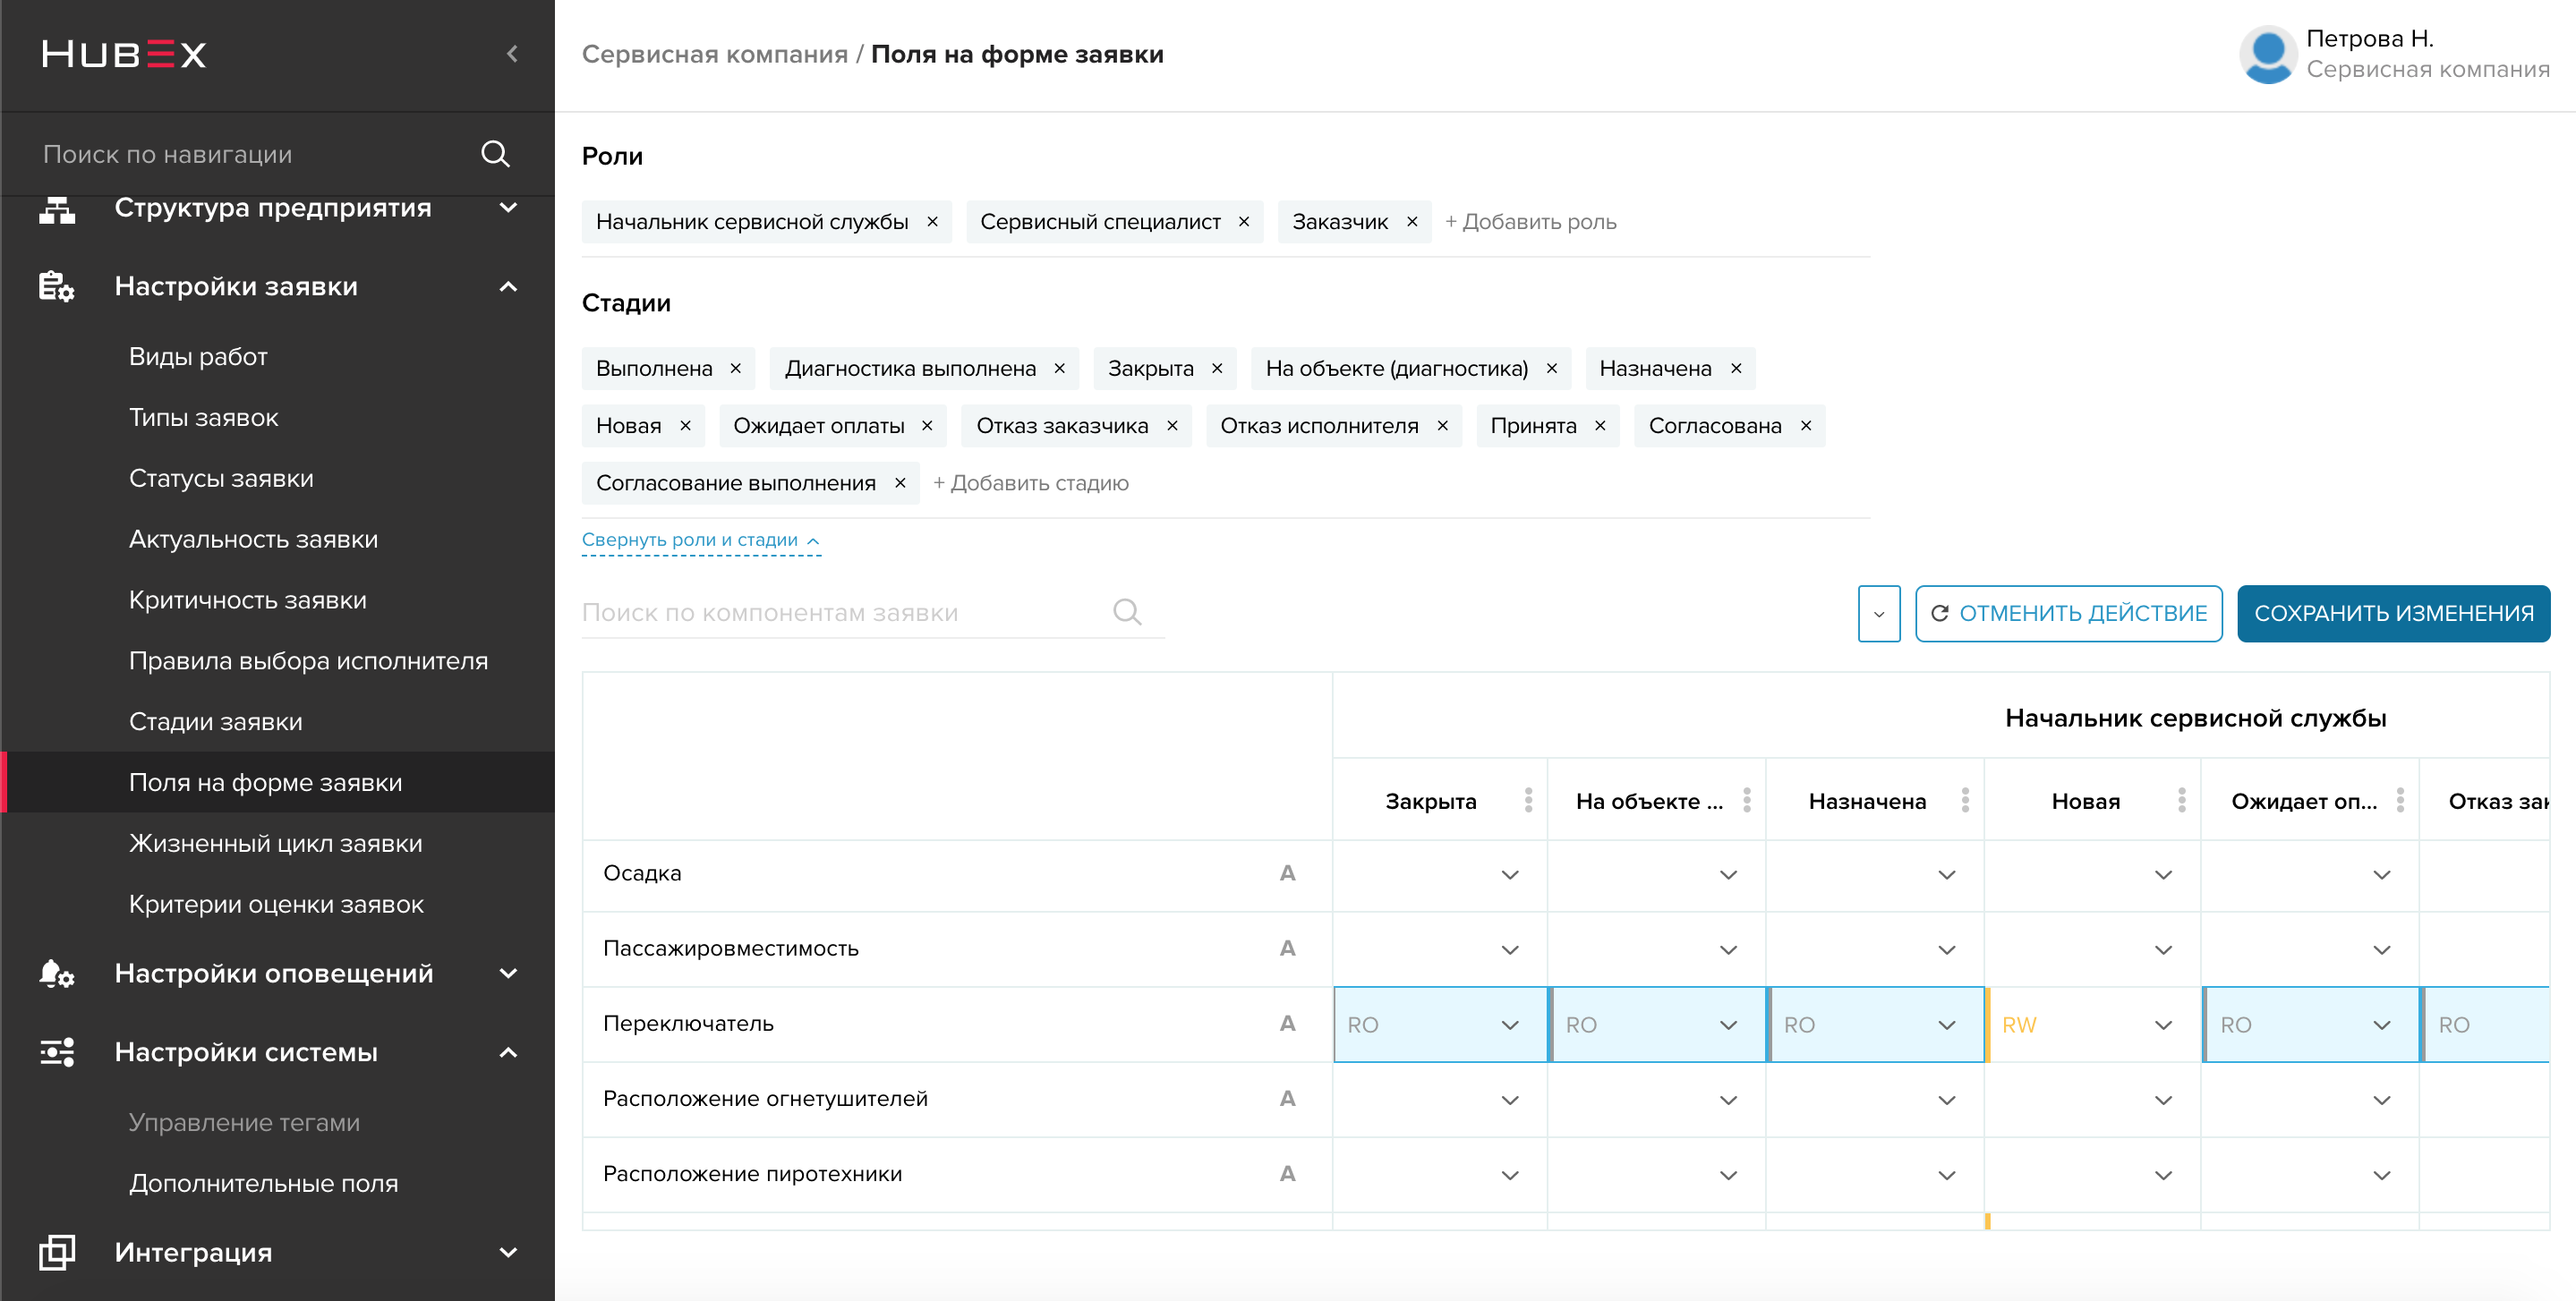 HUBEX
Поиск по навигации
Структура предприятия
Настройки заявки
Виды работ
Типы заявок
Статусы заявки
Актуальность заявки
Критичность заявки
Правила выбора исполнителя
Стадии заявки
Поля на форме заявки
Жизненный цикл заявки
Критерии оценки заявок
Настройки оповещений
Настройки системы
Управление тегами
Дополнительные поля
Интеграция
Сервисная компания / Поля на форме заявки
Петрова Н.
Сервисная компания
Роли
Начальник сервисной службы × Сервисный специалист × Заказчик × + Добавить роль
Стадии
Выполнена × Диагностика выполнена × Закрыта × На объекте (диагностика) × Назначена ×
Новая × Ожидает оплаты × Отказ заказчика × Отказ исполнителя × Принята × Согласована ×
Согласование выполнения × + Добавить стадию
Свернуть роли и стадии
Поиск по компонентам заявки
ОТМЕНИТЬ ДЕЙСТВИЕ СОХРАНИТЬ ИЗМЕНЕНИЯ
Начальник сервисной службы
Закрыта На объекте ... Назначена Новая Ожидает оп... Отказ за
Осадка A
Пассажировместимость A
Переключатель A RO RO RO RW RO RO
Расположение огнетушителей A
Расположение пиротехники A